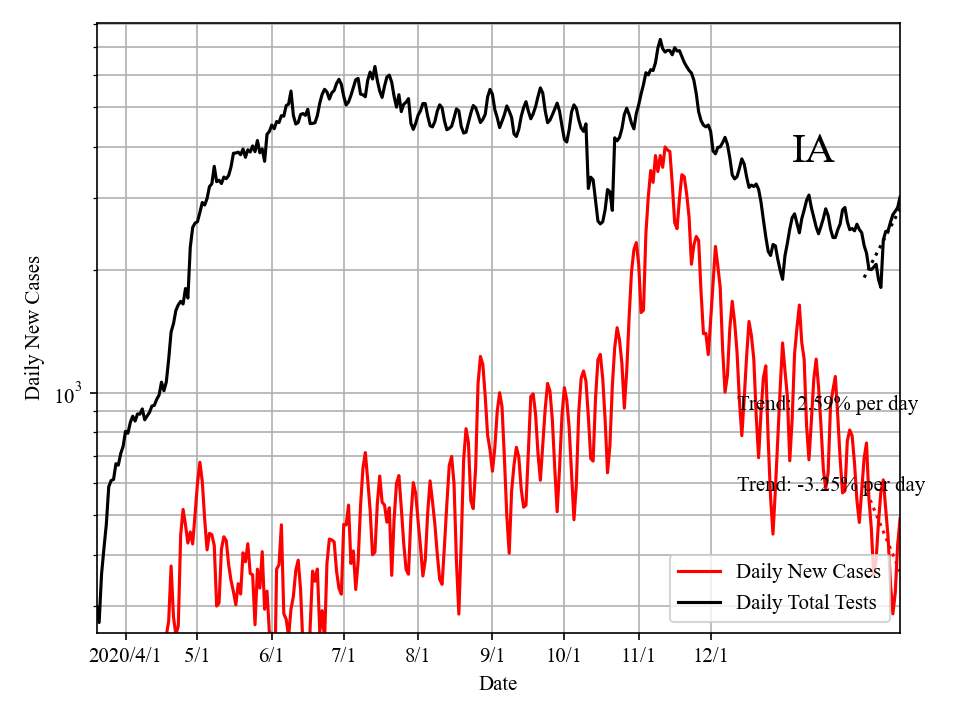 IA
Daily New Cases
10³
Trend: 2.59% per day
Trend: -3.25% per day
Daily New Cases
Daily Total Tests
2020/4/1 5/1 6/1 7/1 8/1 9/1 10/1 11/1 12/1
Date